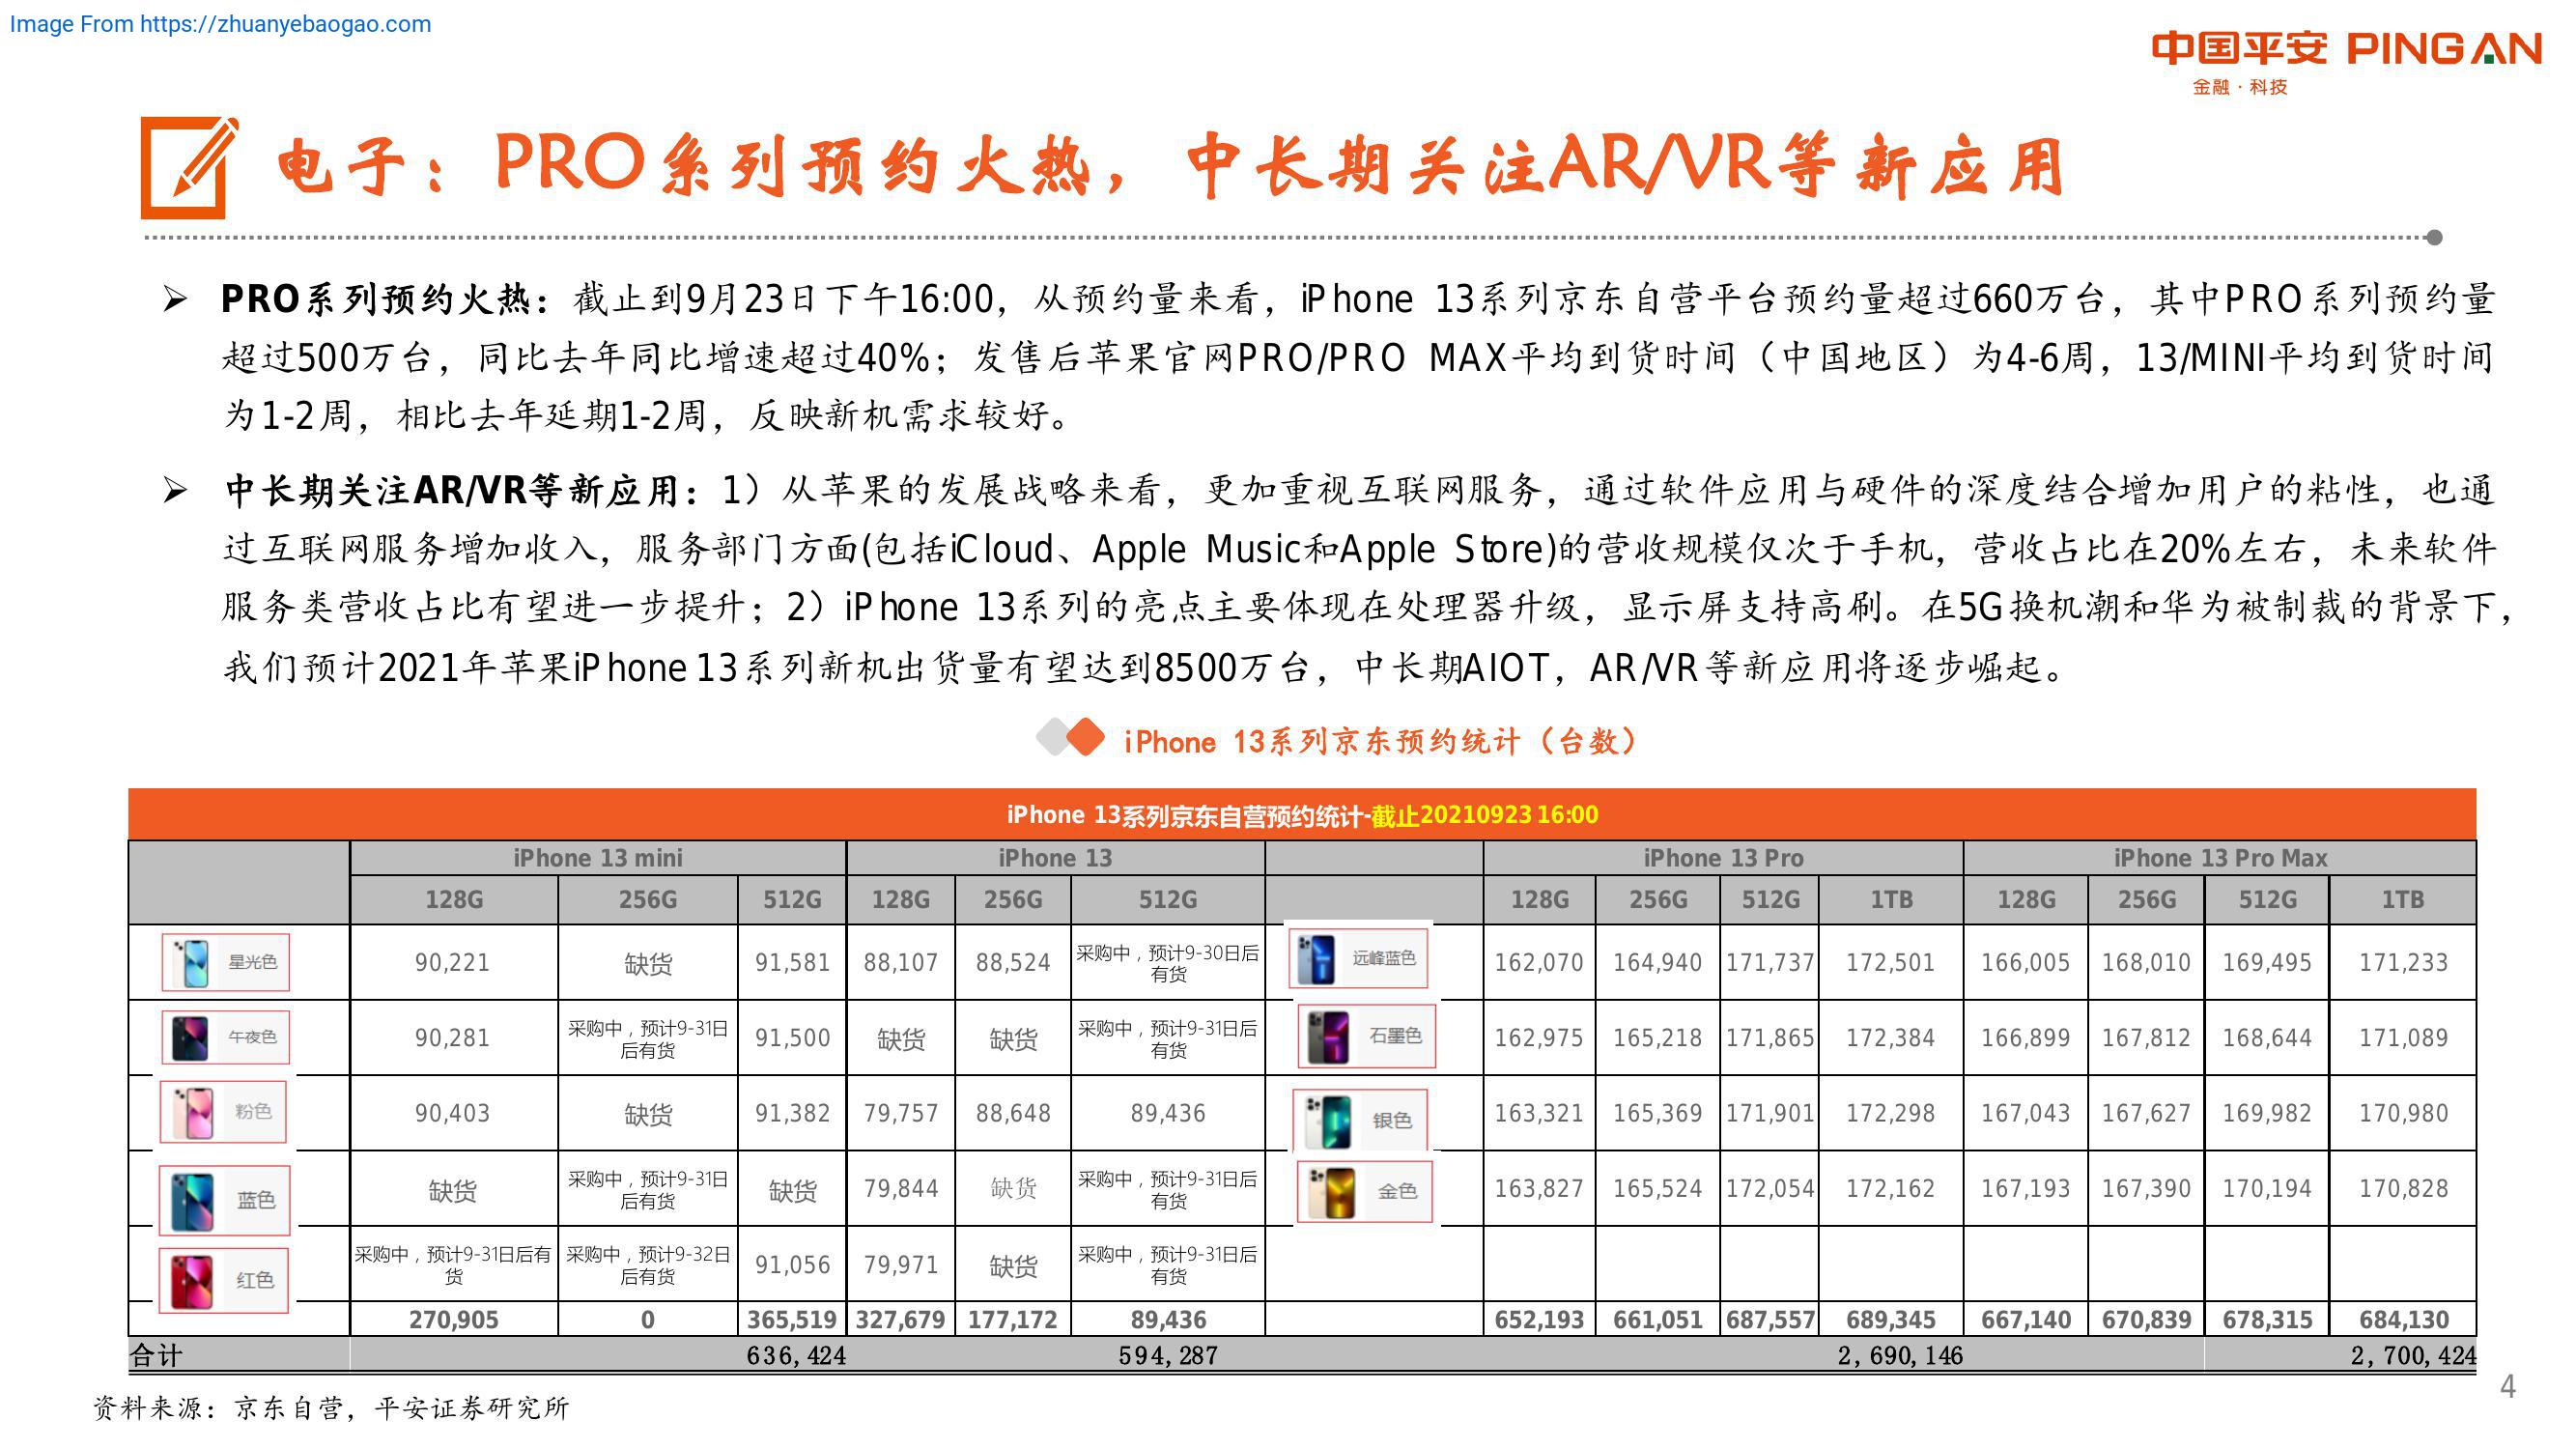 Image From https://zhuanyebaogao.com
中国平安 PINGAN
金融·科技
电子：PRO系列预约火热，中长期关注AR/VR等新应用
PRO系列预约火热：截止到9月23日下午16:00，从预约量来看，iPhone 13系列京东自营平台预约量超过660万台，其中PRO系列预约量
超过500万台，同比去年同比增速超过40%；发售后苹果官网PRO/PRO MAX平均到货时间（中国地区）为4-6周，13/MINI平均到货时间
为1-2周，相比去年延期1-2周，反映新机需求较好。
中长期关注AR/VR等新应用：1）从苹果的发展战略来看，更加重视互联网服务，通过软件应用与硬件的深度结合增加用户的粘性，也通
过互联网服务增加收入，服务部门方面(包括iCloud、Apple Music和Apple Store)的营收规模仅次于手机，营收占比在20%左右，未来软件
服务类营收占比有望进一步提升；2）iPhone 13系列的亮点主要体现在处理器升级，显示屏支持高刷。在5G换机潮和华为被制裁的背景下，
我们预计2021年苹果iPhone 13系列新机出货量有望达到8500万台，中长期AIOT，AR/VR等新应用将逐步崛起。
iPhone 13系列京东预约统计（台数）
iPhone 13系列京东自营预约统计-截止20210923 16:00
iPhone 13 mini iPhone 13 iPhone 13 Pro iPhone 13 Pro Max
128G 256G 512G 128G 256G 512G 128G 256G 512G 1TB 128G 256G 512G 1TB
星光色 90,221 缺货 91,581 88,107 88,524 采购中，预计9-30日后有货 远峰蓝色 162,070 164,940 171,737 172,501 166,005 168,010 169,495 171,233
午夜色 90,281 采购中，预计9-31日后有货 91,500 缺货 缺货 采购中，预计9-31日后有货 石墨色 162,975 165,218 171,865 172,384 166,899 167,812 168,644 171,089
粉色 90,403 缺货 91,382 79,757 88,648 89,436 银色 163,321 165,369 171,901 172,298 167,043 167,627 169,982 170,980
蓝色 缺货 采购中，预计9-31日后有货 缺货 79,844 缺货 采购中，预计9-31日后有货 金色 163,827 165,524 172,054 172,162 167,193 167,390 170,194 170,828
红色 采购中，预计9-31日后有货 采购中，预计9-32日后有货 91,056 79,971 缺货 采购中，预计9-31日后有货
270,905 0 365,519 327,679 177,172 89,436 652,193 661,051 687,557 689,345 667,140 670,839 678,315 684,130
合计 636,424 594,287 2,690,146 2,700,424
资料来源：京东自营，平安证券研究所
4